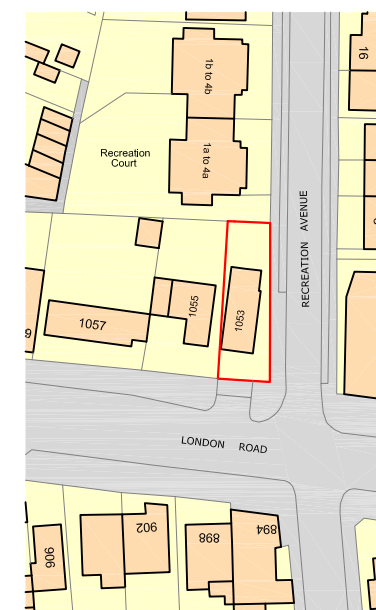 16
1b to 4b
1a to 4a
Recreation
Court
RECREATION AVENUE
1055
1053
1057
LONDON ROAD
902
898
894
906